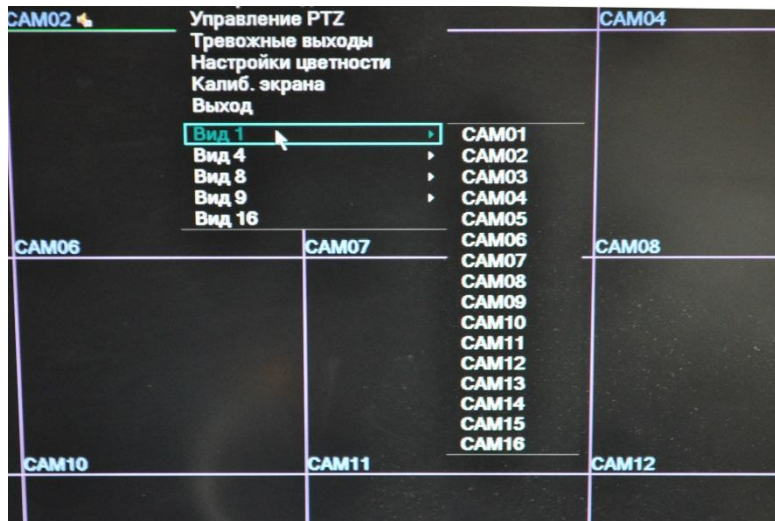 CAM02
Управление PTZ
CAM04
Тревожные выходы
Настройки цветности
Калиб. экрана
Выход
Вид 1
Вид 4
Вид 8
Вид 9
Вид 16
CAM01
CAM02
CAM03
CAM04
CAM05
CAM06
CAM07
CAM08
CAM09
CAM10
CAM11
CAM12
CAM13
CAM14
CAM15
CAM16
CAM06
CAM07
CAM08
CAM10
CAM11
CAM12